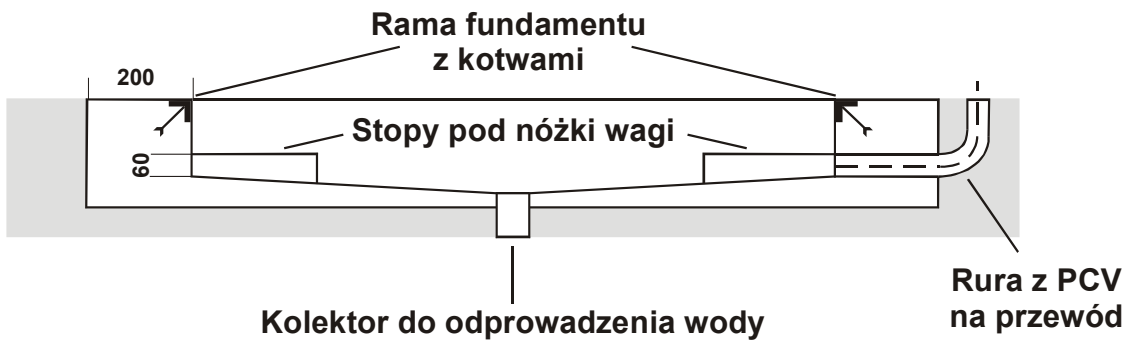 Rama fundamentu
z kotwami
200
Stopy pod nóżki wagi
60
Rura z PCV
na przewód
Kolektor do odprowadzenia wody